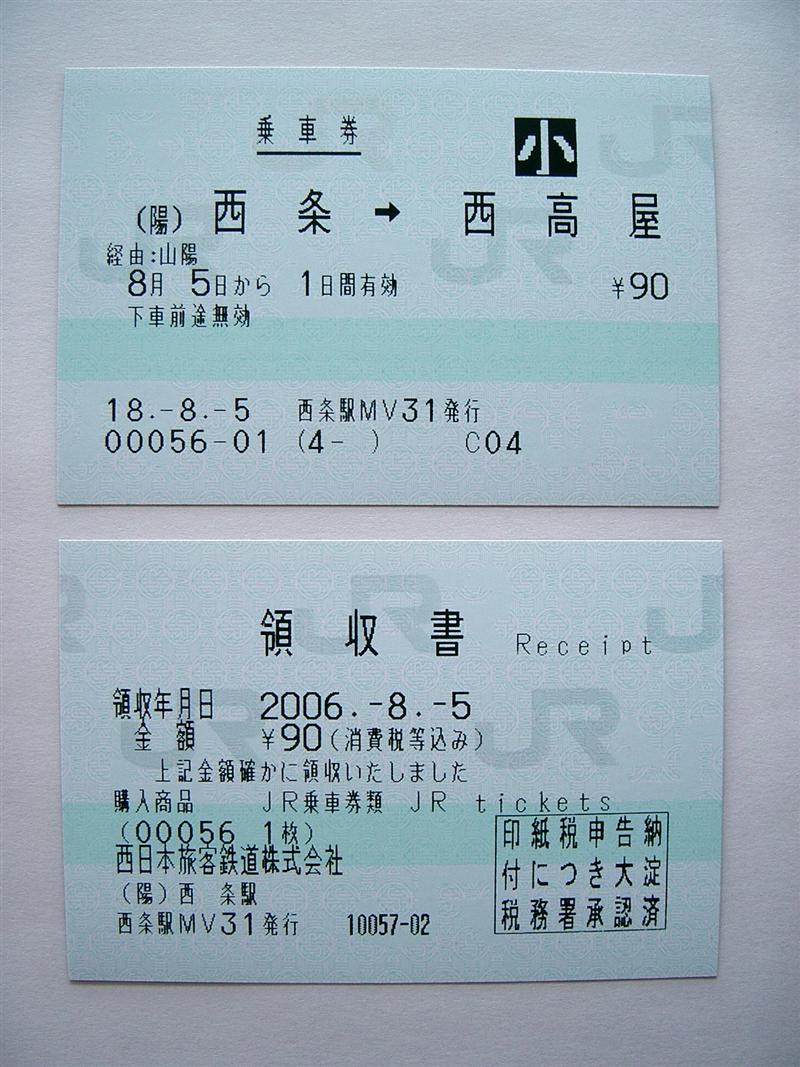 乗車券
小
(陽) 西条 → 西高屋
経由:山陽
8月 5日から 1日間有効 ¥90
下車前途無効
18.-8.-5 西条駅MV31発行
00056-01 (4- ) C04
領収書 Receipt
領収年月日 2006.-8.-5
金額 ¥90(消費税等込み)
上記金額確かに領収いたしました
購入商品 JR乗車券類 JR tickets
(00056 1枚)
西日本旅客鉄道株式会社
(陽)西 条駅
西条駅MV31発行 10057-02
印紙税申告納
付につき大淀
税務署承認済